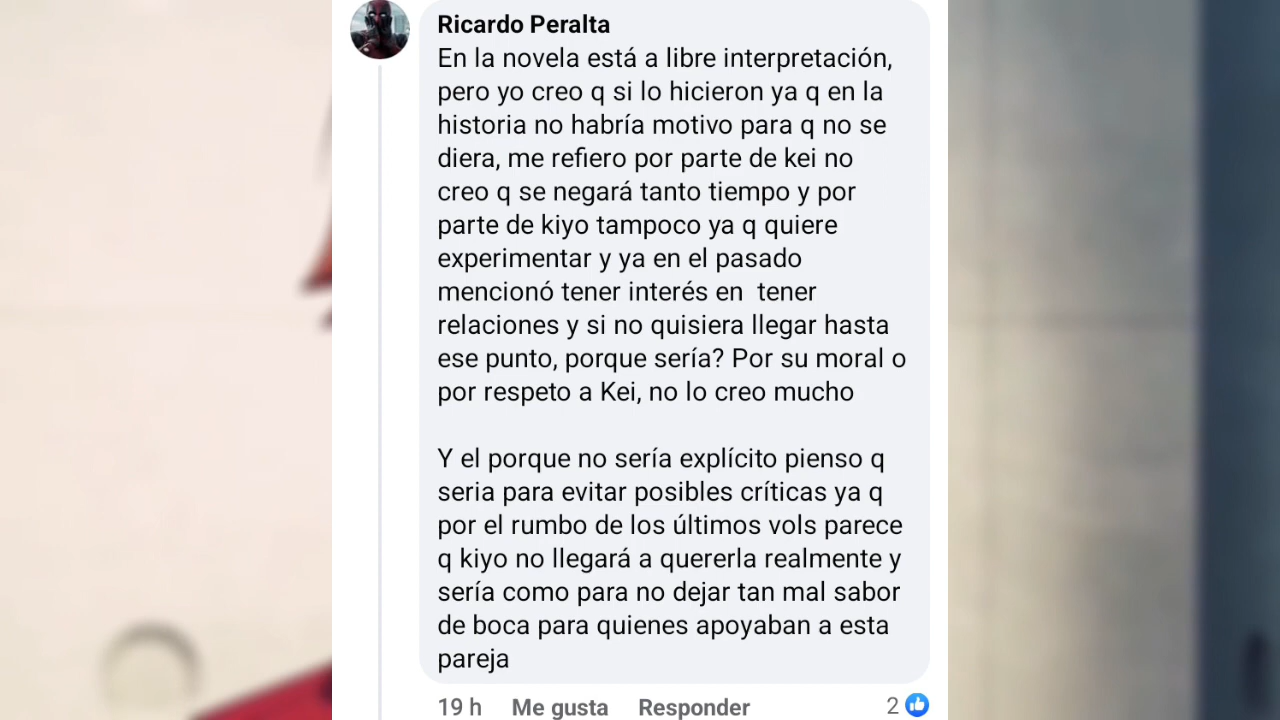 Ricardo Peralta
En la novela está a libre interpretación,
pero yo creo q si lo hicieron ya q en la
historia no habría motivo para q no se
diera, me refiero por parte de kei no
creo q se negará tanto tiempo y por
parte de kiyo tampoco ya q quiere
experimentar y ya en el pasado
mencionó tener interés en  tener
relaciones y si no quisiera llegar hasta
ese punto, porque sería? Por su moral o
por respeto a Kei, no lo creo mucho
Y el porque no sería explícito pienso q
seria para evitar posibles críticas ya q
por el rumbo de los últimos vols parece
q kiyo no llegará a quererla realmente y
sería como para no dejar tan mal sabor
de boca para quienes apoyaban a esta
pareja
19 h Me gusta Responder 2